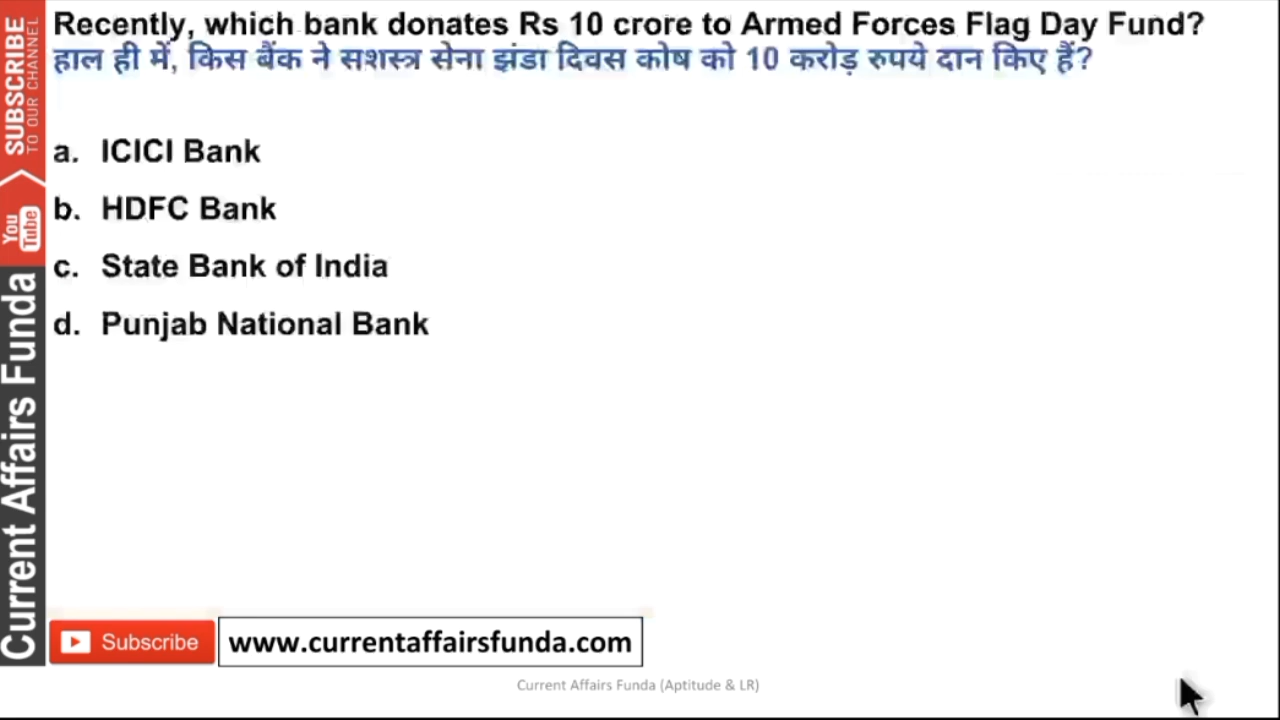 Recently, which bank donates Rs 10 crore to Armed Forces Flag Day Fund?
हाल ही में, किस बैंक ने सशस्त्र सेना झंडा दिवस कोष को 10 करोड़ रुपये दान किए हैं?
a. ICICI Bank
b. HDFC Bank
c. State Bank of India
d. Punjab National Bank
SUBSCRIBE
TO OUR CHANNEL
You
Tube
Current Affairs Funda
Subscribe
www.currentaffairsfunda.com
Current Affairs Funda (Aptitude & LR)